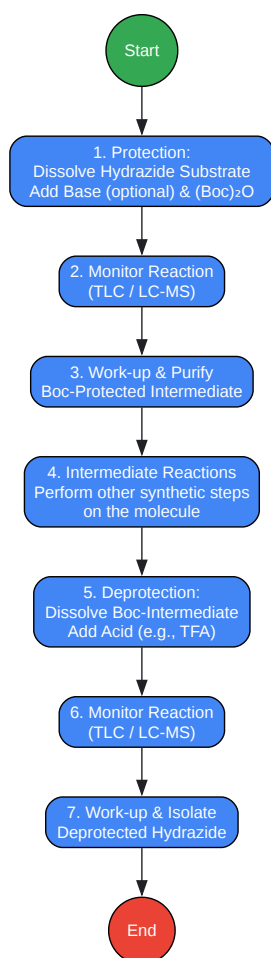 Start
1. Protection:
Dissolve Hydrazide Substrate
Add Base (optional) & (Boc)₂O
2. Monitor Reaction
(TLC / LC-MS)
3. Work-up & Purify
Boc-Protected Intermediate
4. Intermediate Reactions
Perform other synthetic steps
on the molecule
5. Deprotection:
Dissolve Boc-Intermediate
Add Acid (e.g., TFA)
6. Monitor Reaction
(TLC / LC-MS)
7. Work-up & Isolate
Deprotected Hydrazide
End